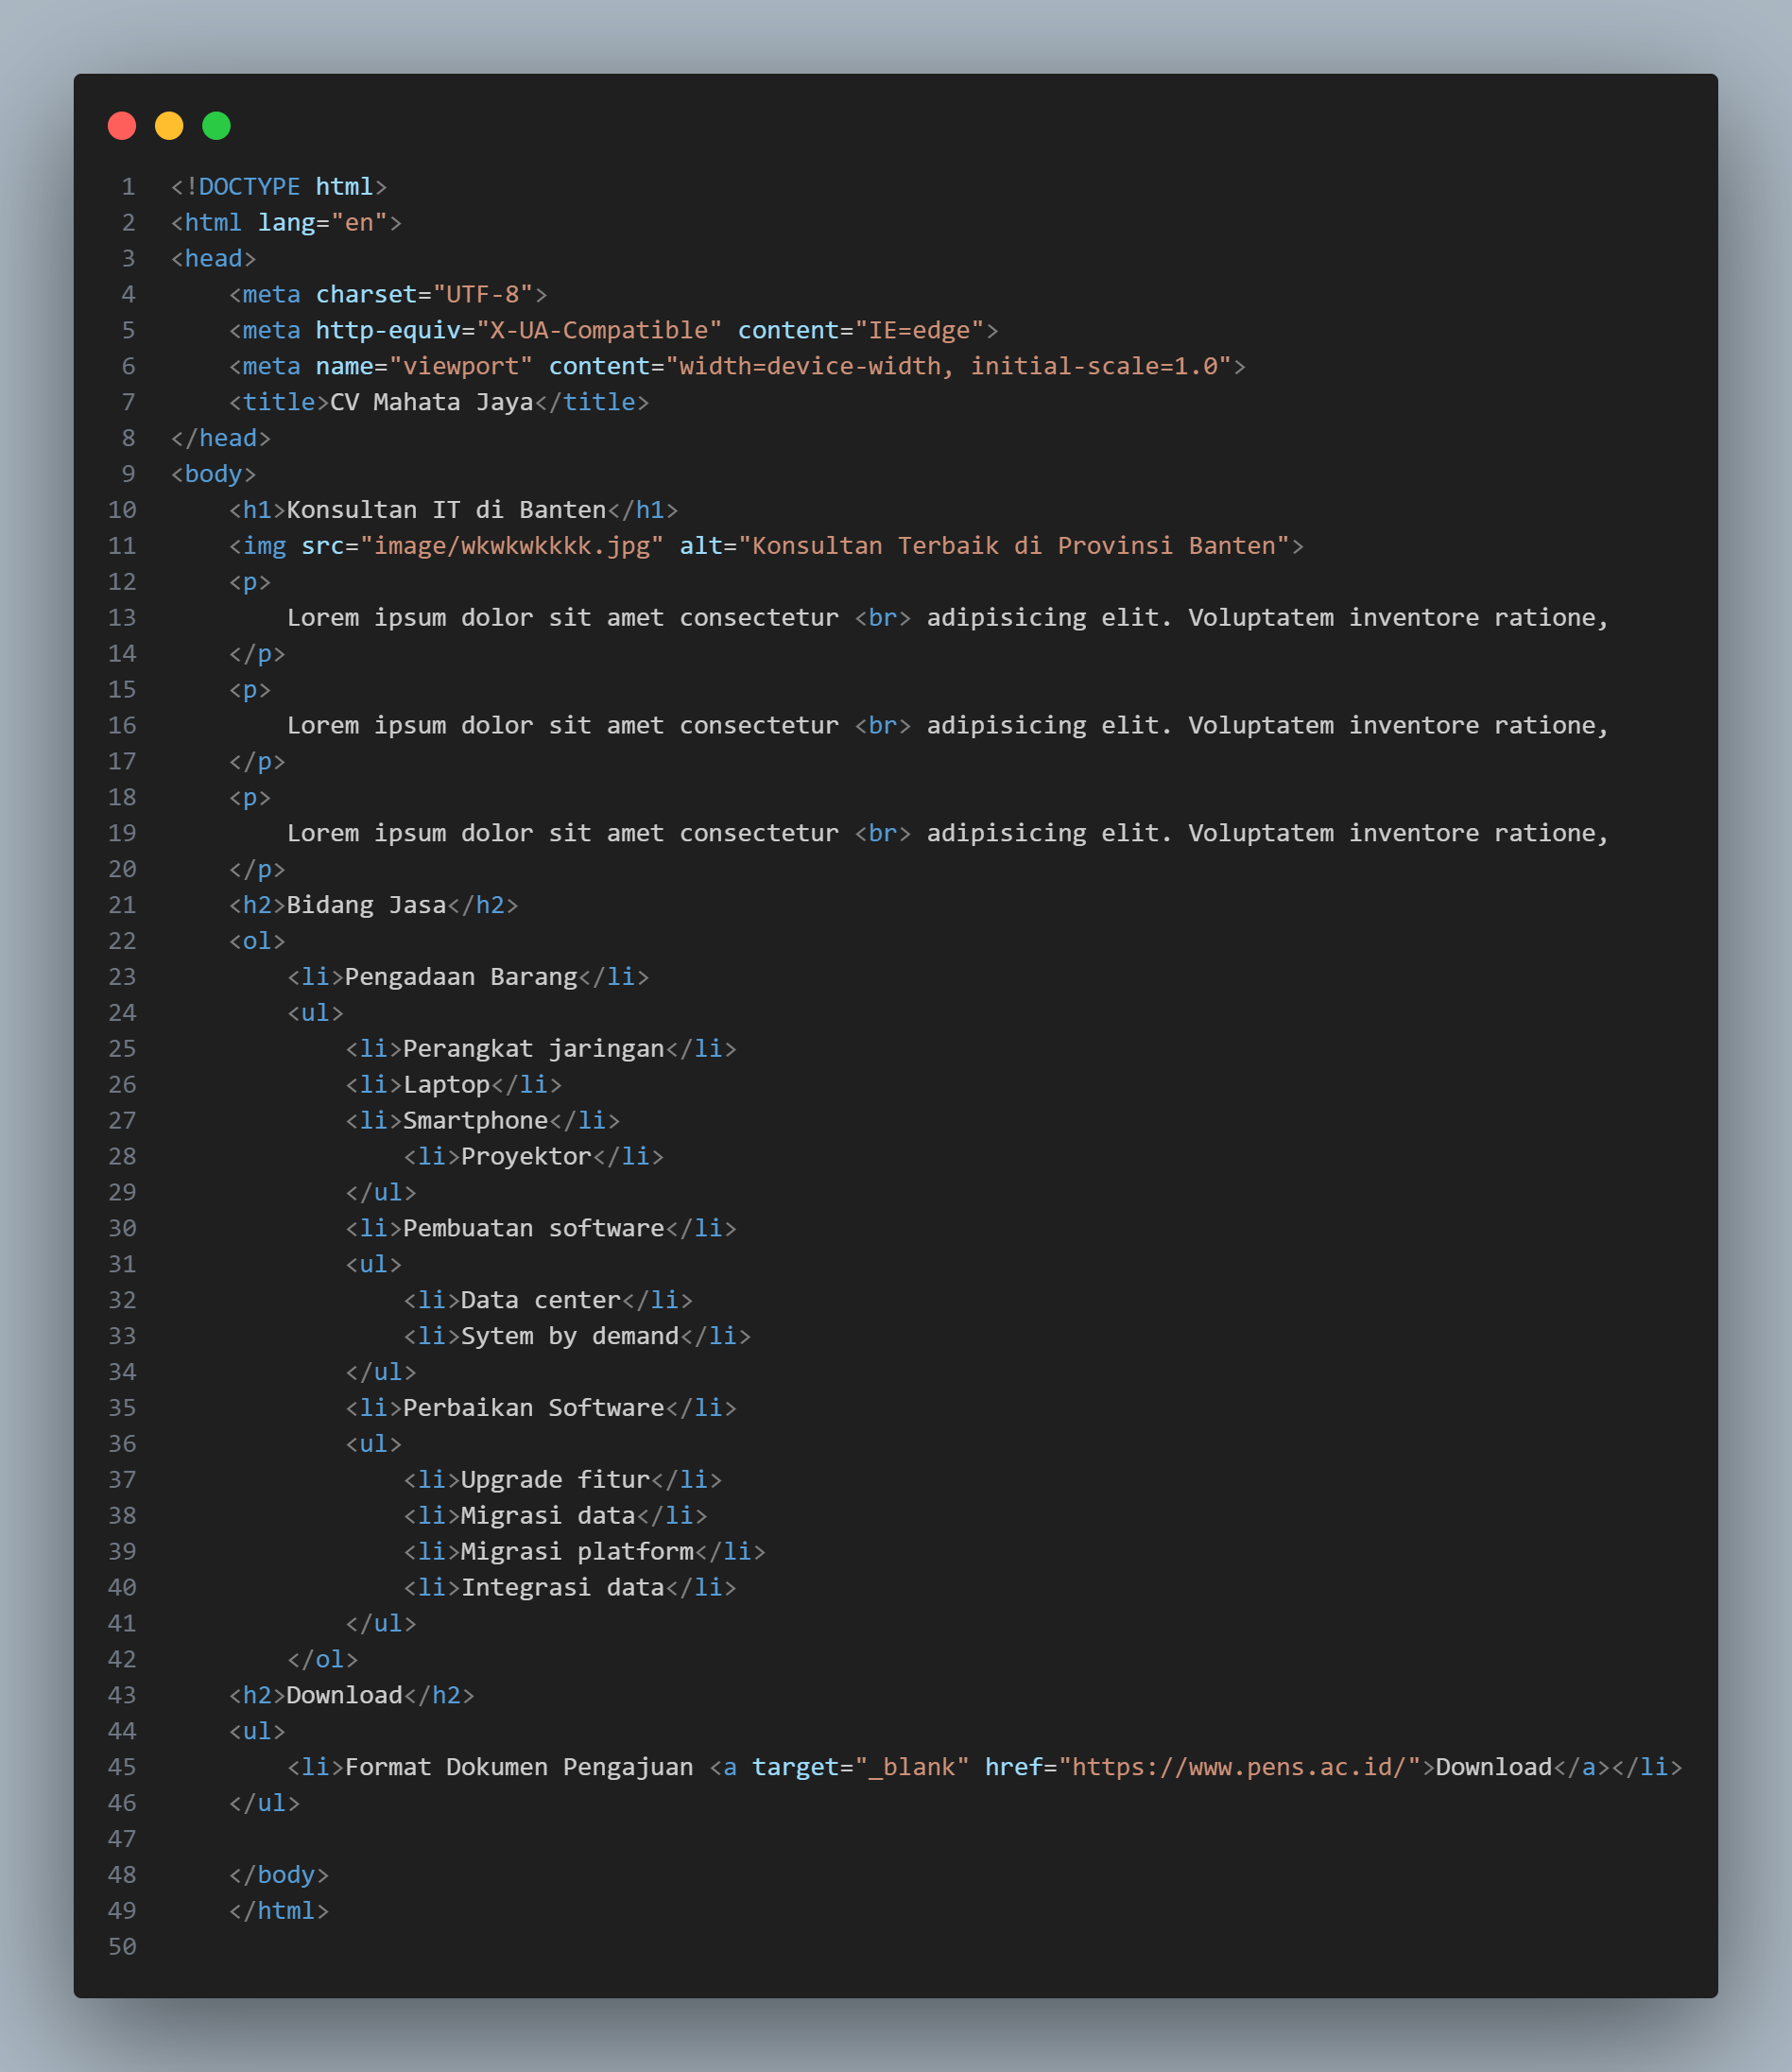 1 <!DOCTYPE html>
2 <html lang="en">
3 <head>
4     <meta charset="UTF-8">
5     <meta http-equiv="X-UA-Compatible" content="IE=edge">
6     <meta name="viewport" content="width=device-width, initial-scale=1.0">
7     <title>CV Mahata Jaya</title>
8 </head>
9 <body>
10     <h1>Konsultan IT di Banten</h1>
11     <img src="image/wkwkwkkkk.jpg" alt="Konsultan Terbaik di Provinsi Banten">
12     <p>
13         Lorem ipsum dolor sit amet consectetur <br> adipisicing elit. Voluptatem inventore ratione,
14     </p>
15     <p>
16         Lorem ipsum dolor sit amet consectetur <br> adipisicing elit. Voluptatem inventore ratione,
17     </p>
18     <p>
19         Lorem ipsum dolor sit amet consectetur <br> adipisicing elit. Voluptatem inventore ratione,
20     </p>
21     <h2>Bidang Jasa</h2>
22     <ol>
23         <li>Pengadaan Barang</li>
24         <ul>
25             <li>Perangkat jaringan</li>
26             <li>Laptop</li>
27             <li>Smartphone</li>
28                 <li>Proyektor</li>
29             </ul>
30             <li>Pembuatan software</li>
31             <ul>
32                 <li>Data center</li>
33                 <li>Sytem by demand</li>
34             </ul>
35             <li>Perbaikan Software</li>
36             <ul>
37                 <li>Upgrade fitur</li>
38                 <li>Migrasi data</li>
39                 <li>Migrasi platform</li>
40                 <li>Integrasi data</li>
41             </ul>
42         </ol>
43     <h2>Download</h2>
44     <ul>
45         <li>Format Dokumen Pengajuan <a target="_blank" href="https://www.pens.ac.id/">Download</a></li>
46     </ul>
47
48     </body>
49     </html>
50